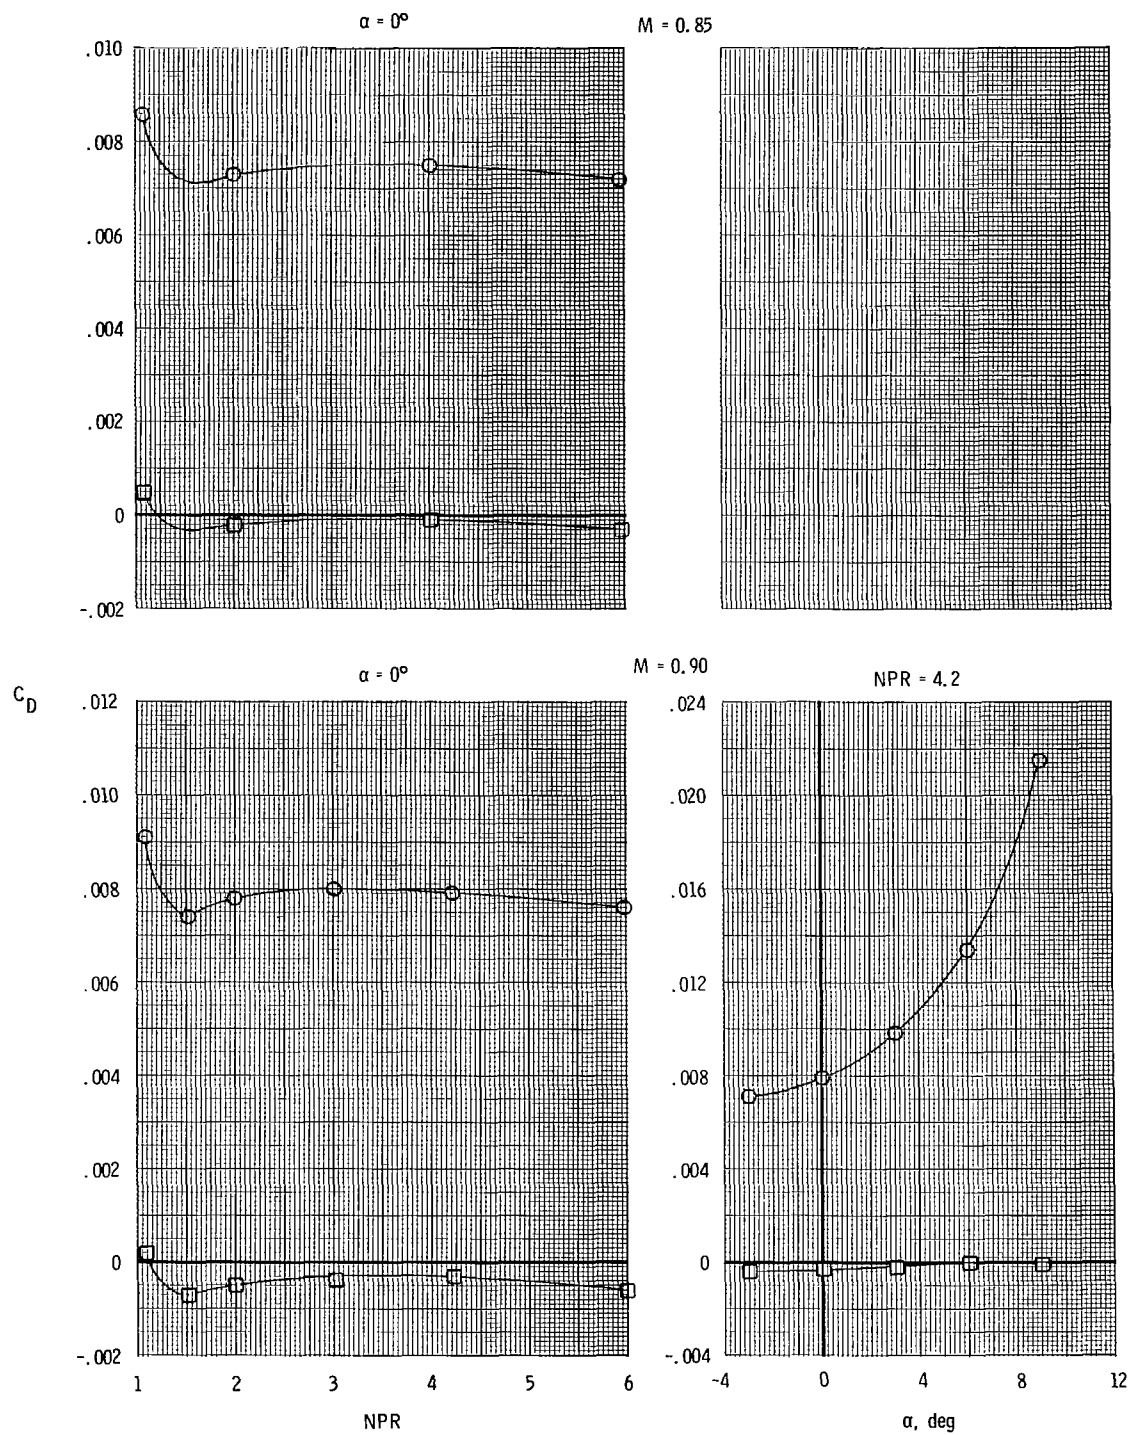 α = 0°
M = 0.85
.010
.008
.006
.004
.002
0
-.002
α = 0°
M = 0.90
NPR = 4.2
C_D
.012
.010
.008
.006
.004
.002
0
-.002
.024
.020
.016
.012
.008
.004
0
-.004
1 2 3 4 5 6
-4 0 4 8 12
NPR
α, deg